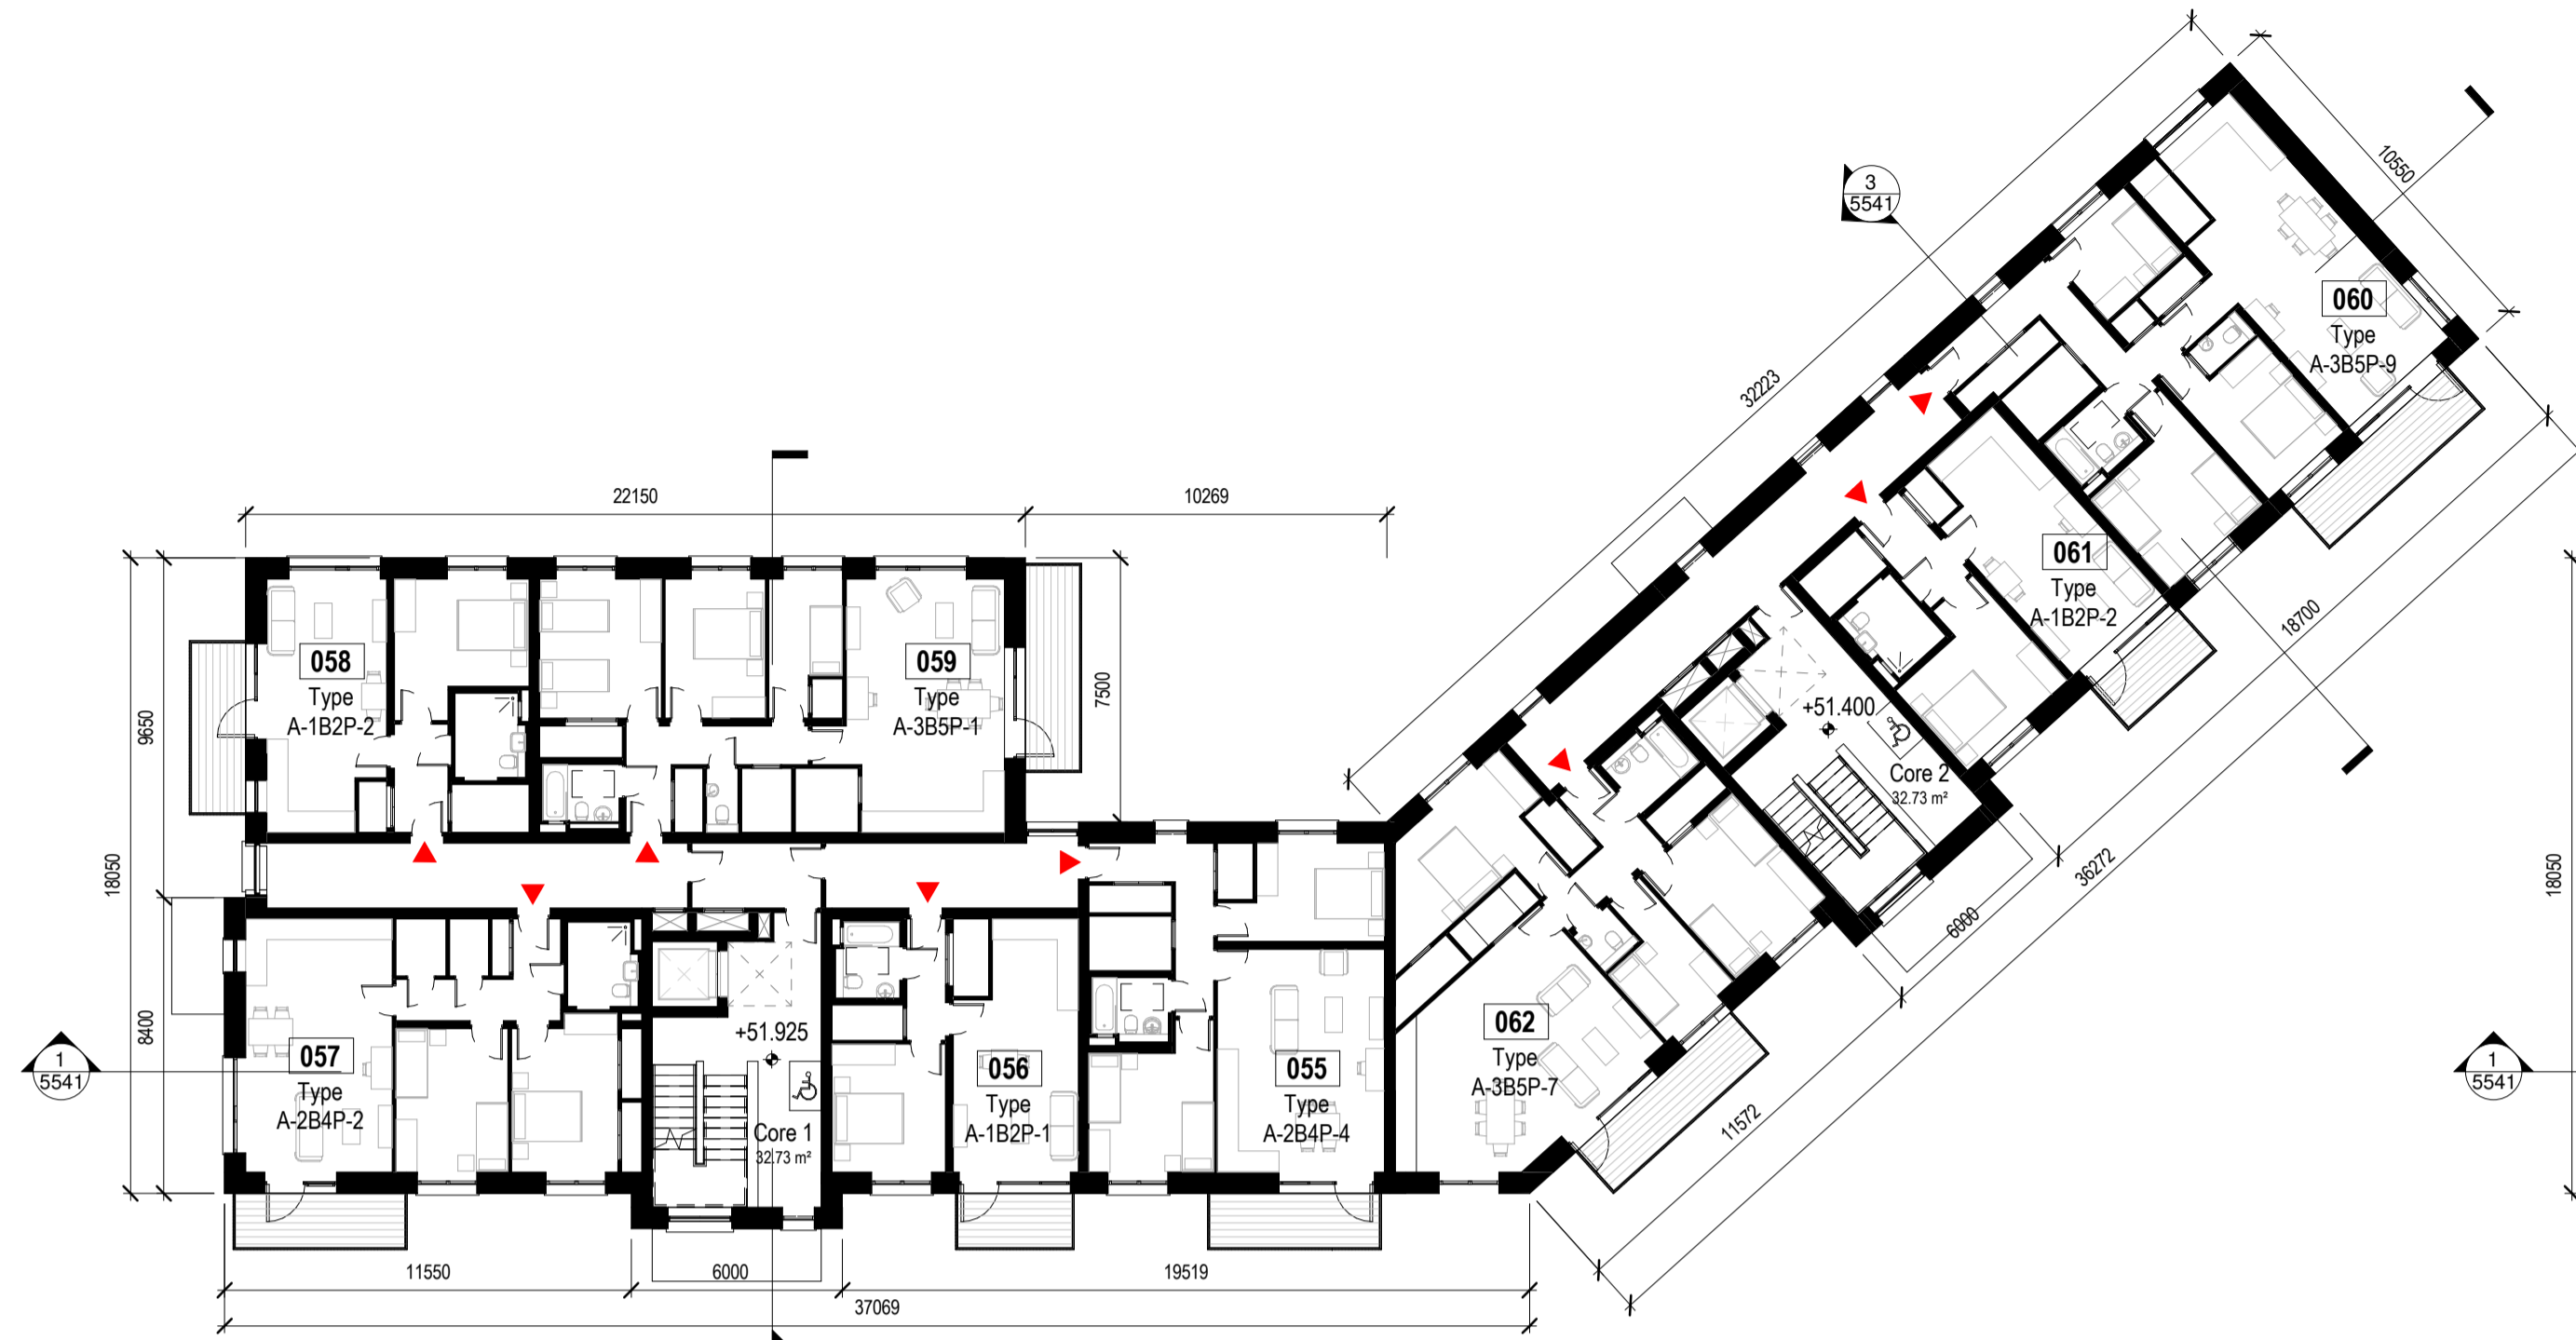 10550
3
5541
060
Type
A-3B5P-9
32223
22150
10269
061
Type
A-1B2P-2
18700
058
Type
A-1B2P-2
059
Type
A-3B5P-1
7500
9650
18050
+51.400
Core 2
32.73 m²
36272
6000
18050
8400
+51.925
1
5541
057
Type
A-2B4P-2
056
Type
A-1B2P-1
055
Type
A-2B4P-4
062
Type
A-3B5P-7
1
5541
Core 1
32.73 m²
11572
11550
6000
19519
37069